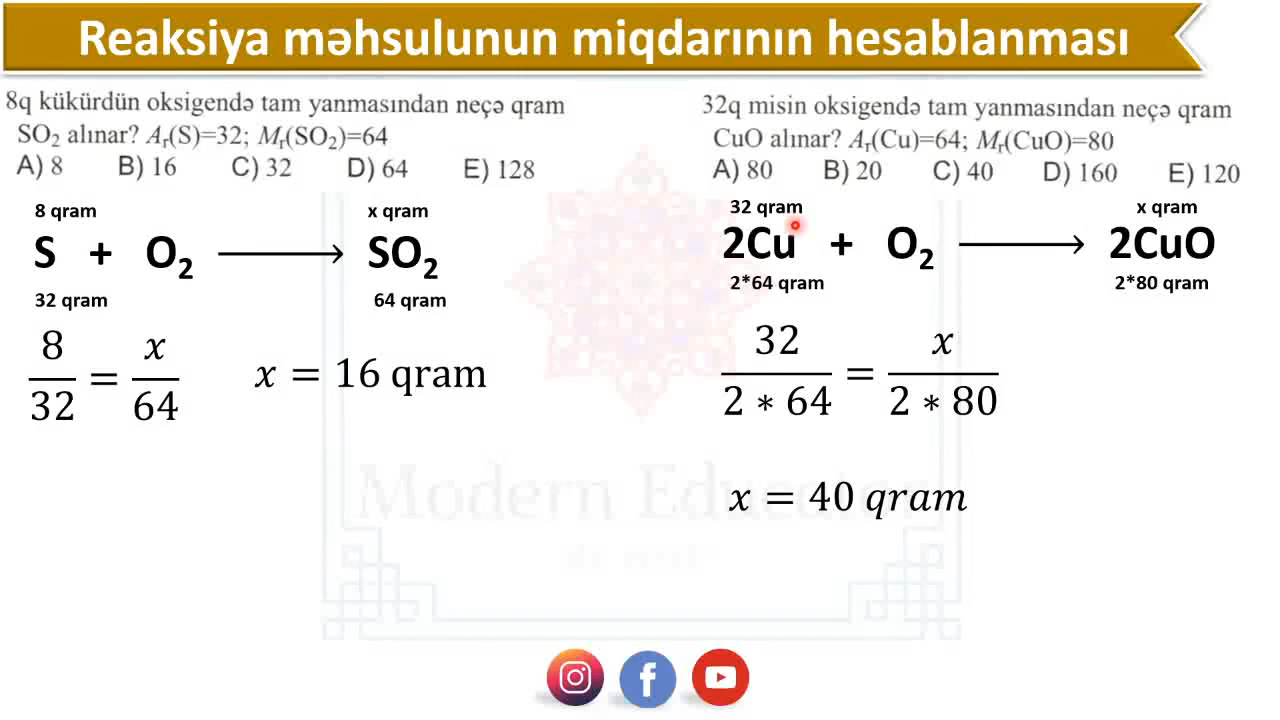 Reaksiya məhsulunun miqdarının hesablanması
8q kükürdün oksigendə tam yanmasından neçə qram
SO₂ alınar? Aᵣ(S)=32; Mᵣ(SO₂)=64
A) 8 B) 16 C) 32 D) 64 E) 128
8 qram x qram
S + O₂ ⟶ SO₂
32 qram 64 qram
8/32 = x/64 x = 16 qram
32q misin oksigendə tam yanmasından neçə qram
CuO alınar? Aᵣ(Cu)=64; Mᵣ(CuO)=80
A) 80 B) 20 C) 40 D) 160 E) 120
32 qram x qram
2Cu + O₂ ⟶ 2CuO
2*64 qram 2*80 qram
32/(2 * 64) = x/(2 * 80)
x = 40 qram
Modern Educator